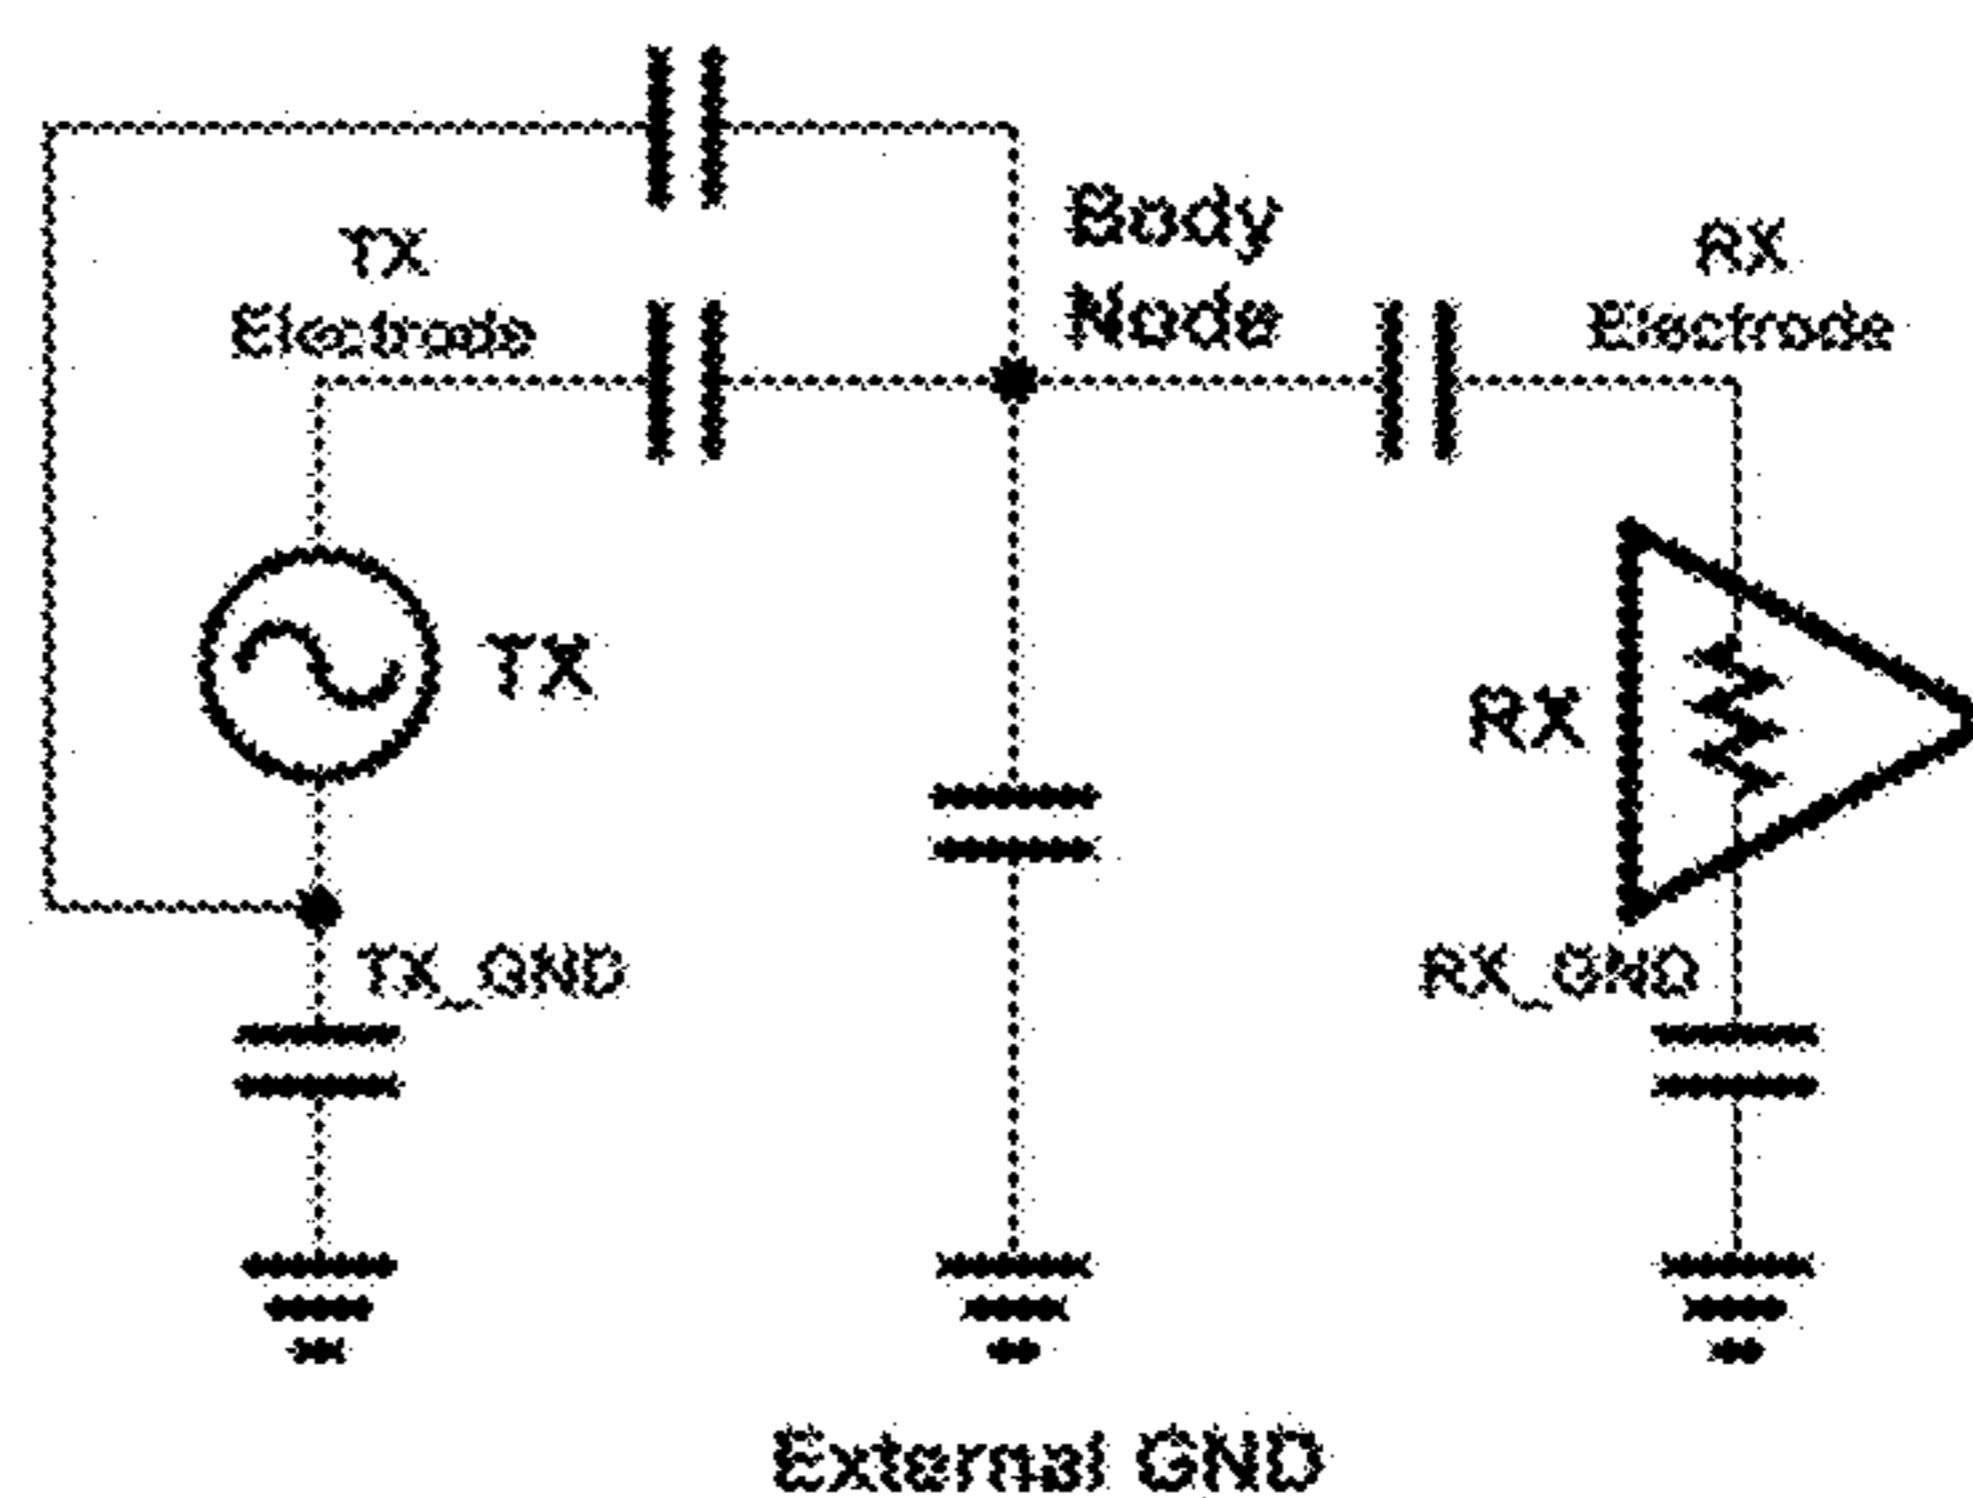 TX
Electrode
Body
Node
RX
Electrode
TX
RX
TX_GND
RX_GND
External GND